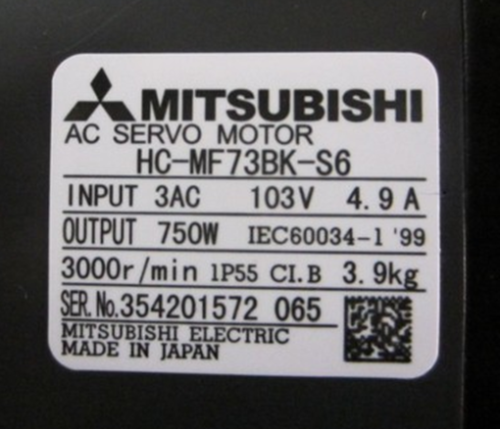 MITSUBISHI
AC SERVO MOTOR
HC-MF73BK-S6
INPUT 3AC 103V 4.9A
OUTPUT 750W IEC60034-1 '99
3000r/min IP55 CI.B 3.9kg
SER.No.354201572 065
MITSUBISHI ELECTRIC
MADE IN JAPAN